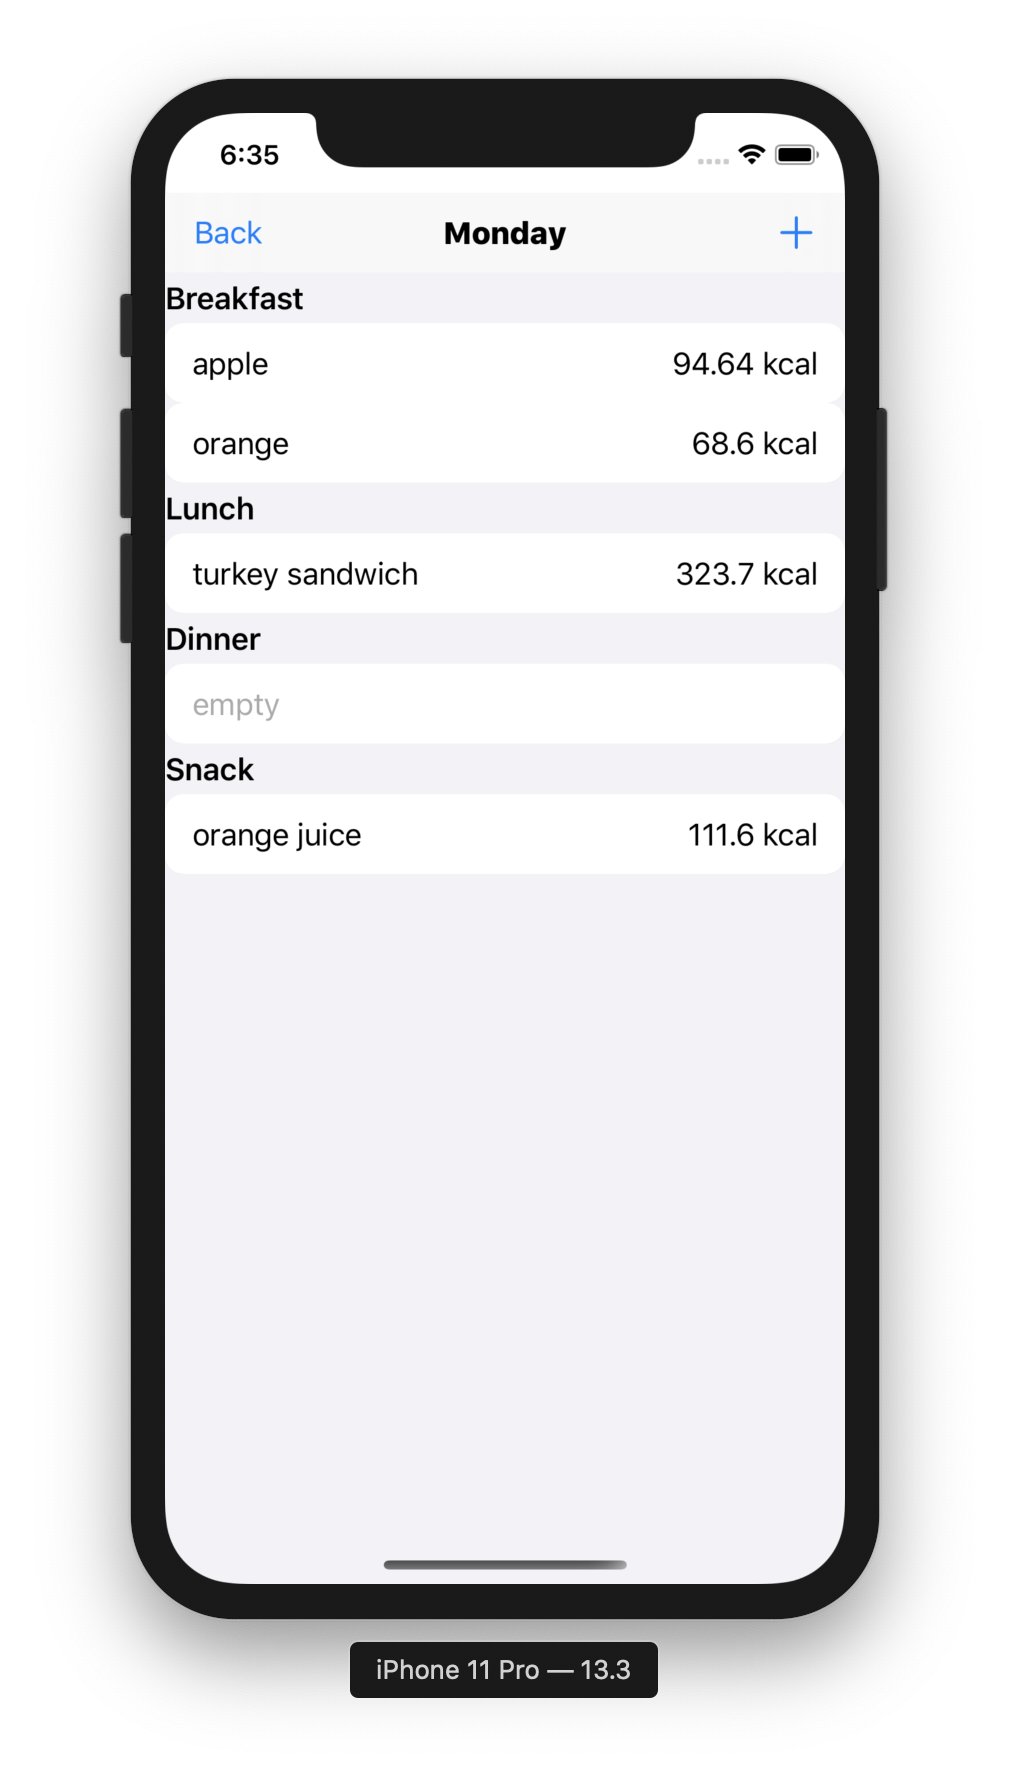 6:35
Back Monday
Breakfast
apple 94.64 kcal
orange 68.6 kcal
Lunch
turkey sandwich 323.7 kcal
Dinner
empty
Snack
orange juice 111.6 kcal
iPhone 11 Pro — 13.3